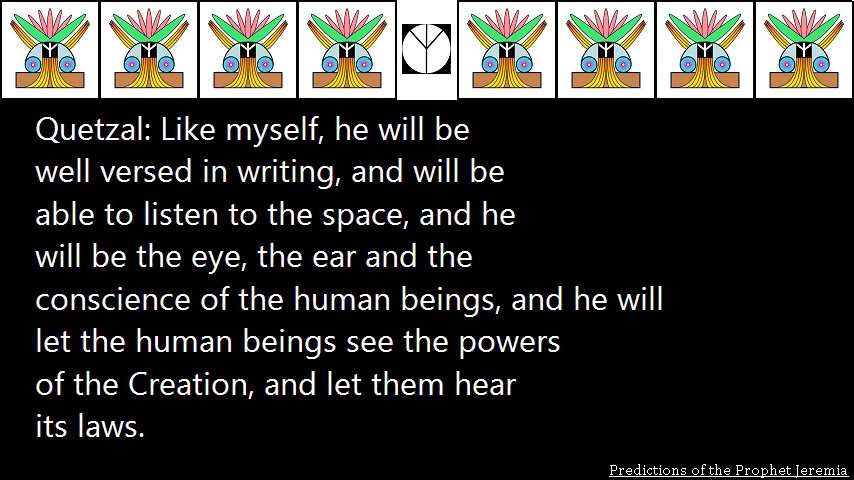 Quetzal: Like myself, he will be
well versed in writing, and will be
able to listen to the space, and he
will be the eye, the ear and the
conscience of the human beings, and he will
let the human beings see the powers
of the Creation, and let them hear
its laws.
Predictions of the Prophet Jeremia